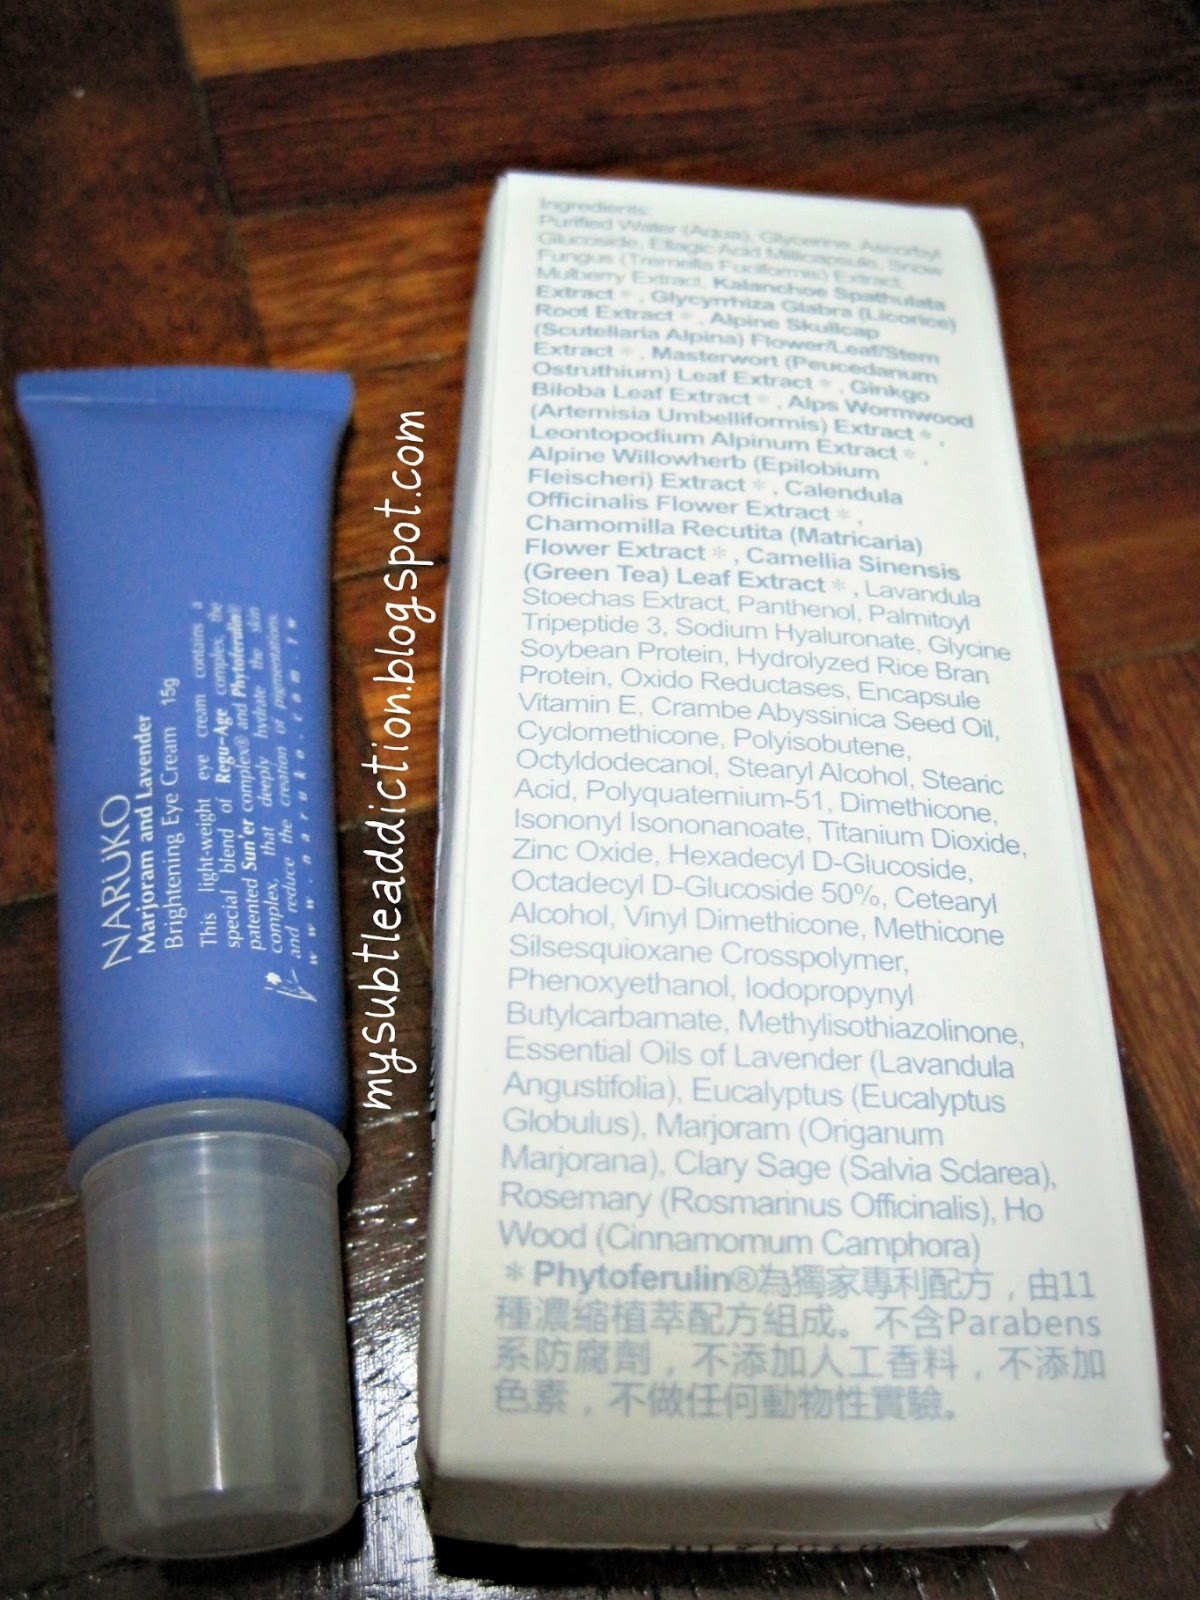 NARUKO
Marjoram and Lavender
Brightening Eye Cream 15g
This light-weight eye cream contains a
special blend of Regu-Age complex, the
patented Sun'er complex® and Phytoferulin®
complex, that deeply hydrate the skin
and reduce the creation of pigmentations.
www.naruko.com.tw
mysubtleaddiction.blogspot.com
Ingredients:
Purified Water (Aqua), Glycerine, Ascorbyl
Glucoside, Ellagic Acid Millicapsule, Snow
Fungus (Tremella Fuciformis) Extract,
Mulberry Extract, Kalanchoe Spathulata
Extract＊, Glycyrrhiza Glabra (Licorice)
Root Extract＊, Alpine Skullcap
(Scutellaria Alpina) Flower/Leaf/Stem
Extract＊, Masterwort (Peucedanum
Ostruthium) Leaf Extract＊, Ginkgo
Biloba Leaf Extract＊, Alps Wormwood
(Artemisia Umbelliformis) Extract＊,
Leontopodium Alpinum Extract＊,
Alpine Willowherb (Epilobium
Fleischeri) Extract＊, Calendula
Officinalis Flower Extract＊,
Chamomilla Recutita (Matricaria)
Flower Extract＊, Camellia Sinensis
(Green Tea) Leaf Extract＊, Lavandula
Stoechas Extract, Panthenol, Palmitoyl
Tripeptide 3, Sodium Hyaluronate, Glycine
Soybean Protein, Hydrolyzed Rice Bran
Protein, Oxido Reductases, Encapsule
Vitamin E, Crambe Abyssinica Seed Oil,
Cyclomethicone, Polyisobutene,
Octyldodecanol, Stearyl Alcohol, Stearic
Acid, Polyquaternium-51, Dimethicone,
Isononyl Isononanoate, Titanium Dioxide,
Zinc Oxide, Hexadecyl D-Glucoside,
Octadecyl D-Glucoside 50%, Cetearyl
Alcohol, Vinyl Dimethicone, Methicone
Silsesquioxane Crosspolymer,
Phenoxyethanol, Iodopropynyl
Butylcarbamate, Methylisothiazolinone,
Essential Oils of Lavender (Lavandula
Angustifolia), Eucalyptus (Eucalyptus
Globulus), Marjoram (Origanum
Marjorana), Clary Sage (Salvia Sclarea),
Rosemary (Rosmarinus Officinalis), Ho
Wood (Cinnamomum Camphora)
＊Phytoferulin®為獨家專利配方，由11
種濃縮植萃配方組成。不含Parabens
系防腐劑，不添加人工香料，不添加
色素，不做任何動物性實驗。